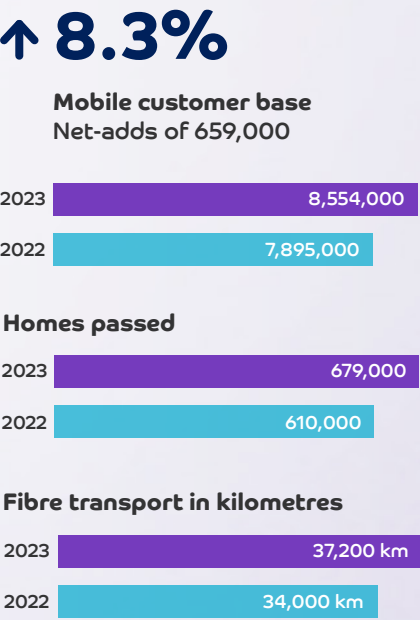 ↑ 8.3%
Mobile customer base
Net-adds of 659,000
2023 8,554,000
2022 7,895,000
Homes passed
2023 679,000
2022 610,000
Fibre transport in kilometres
2023 37,200 km
2022 34,000 km